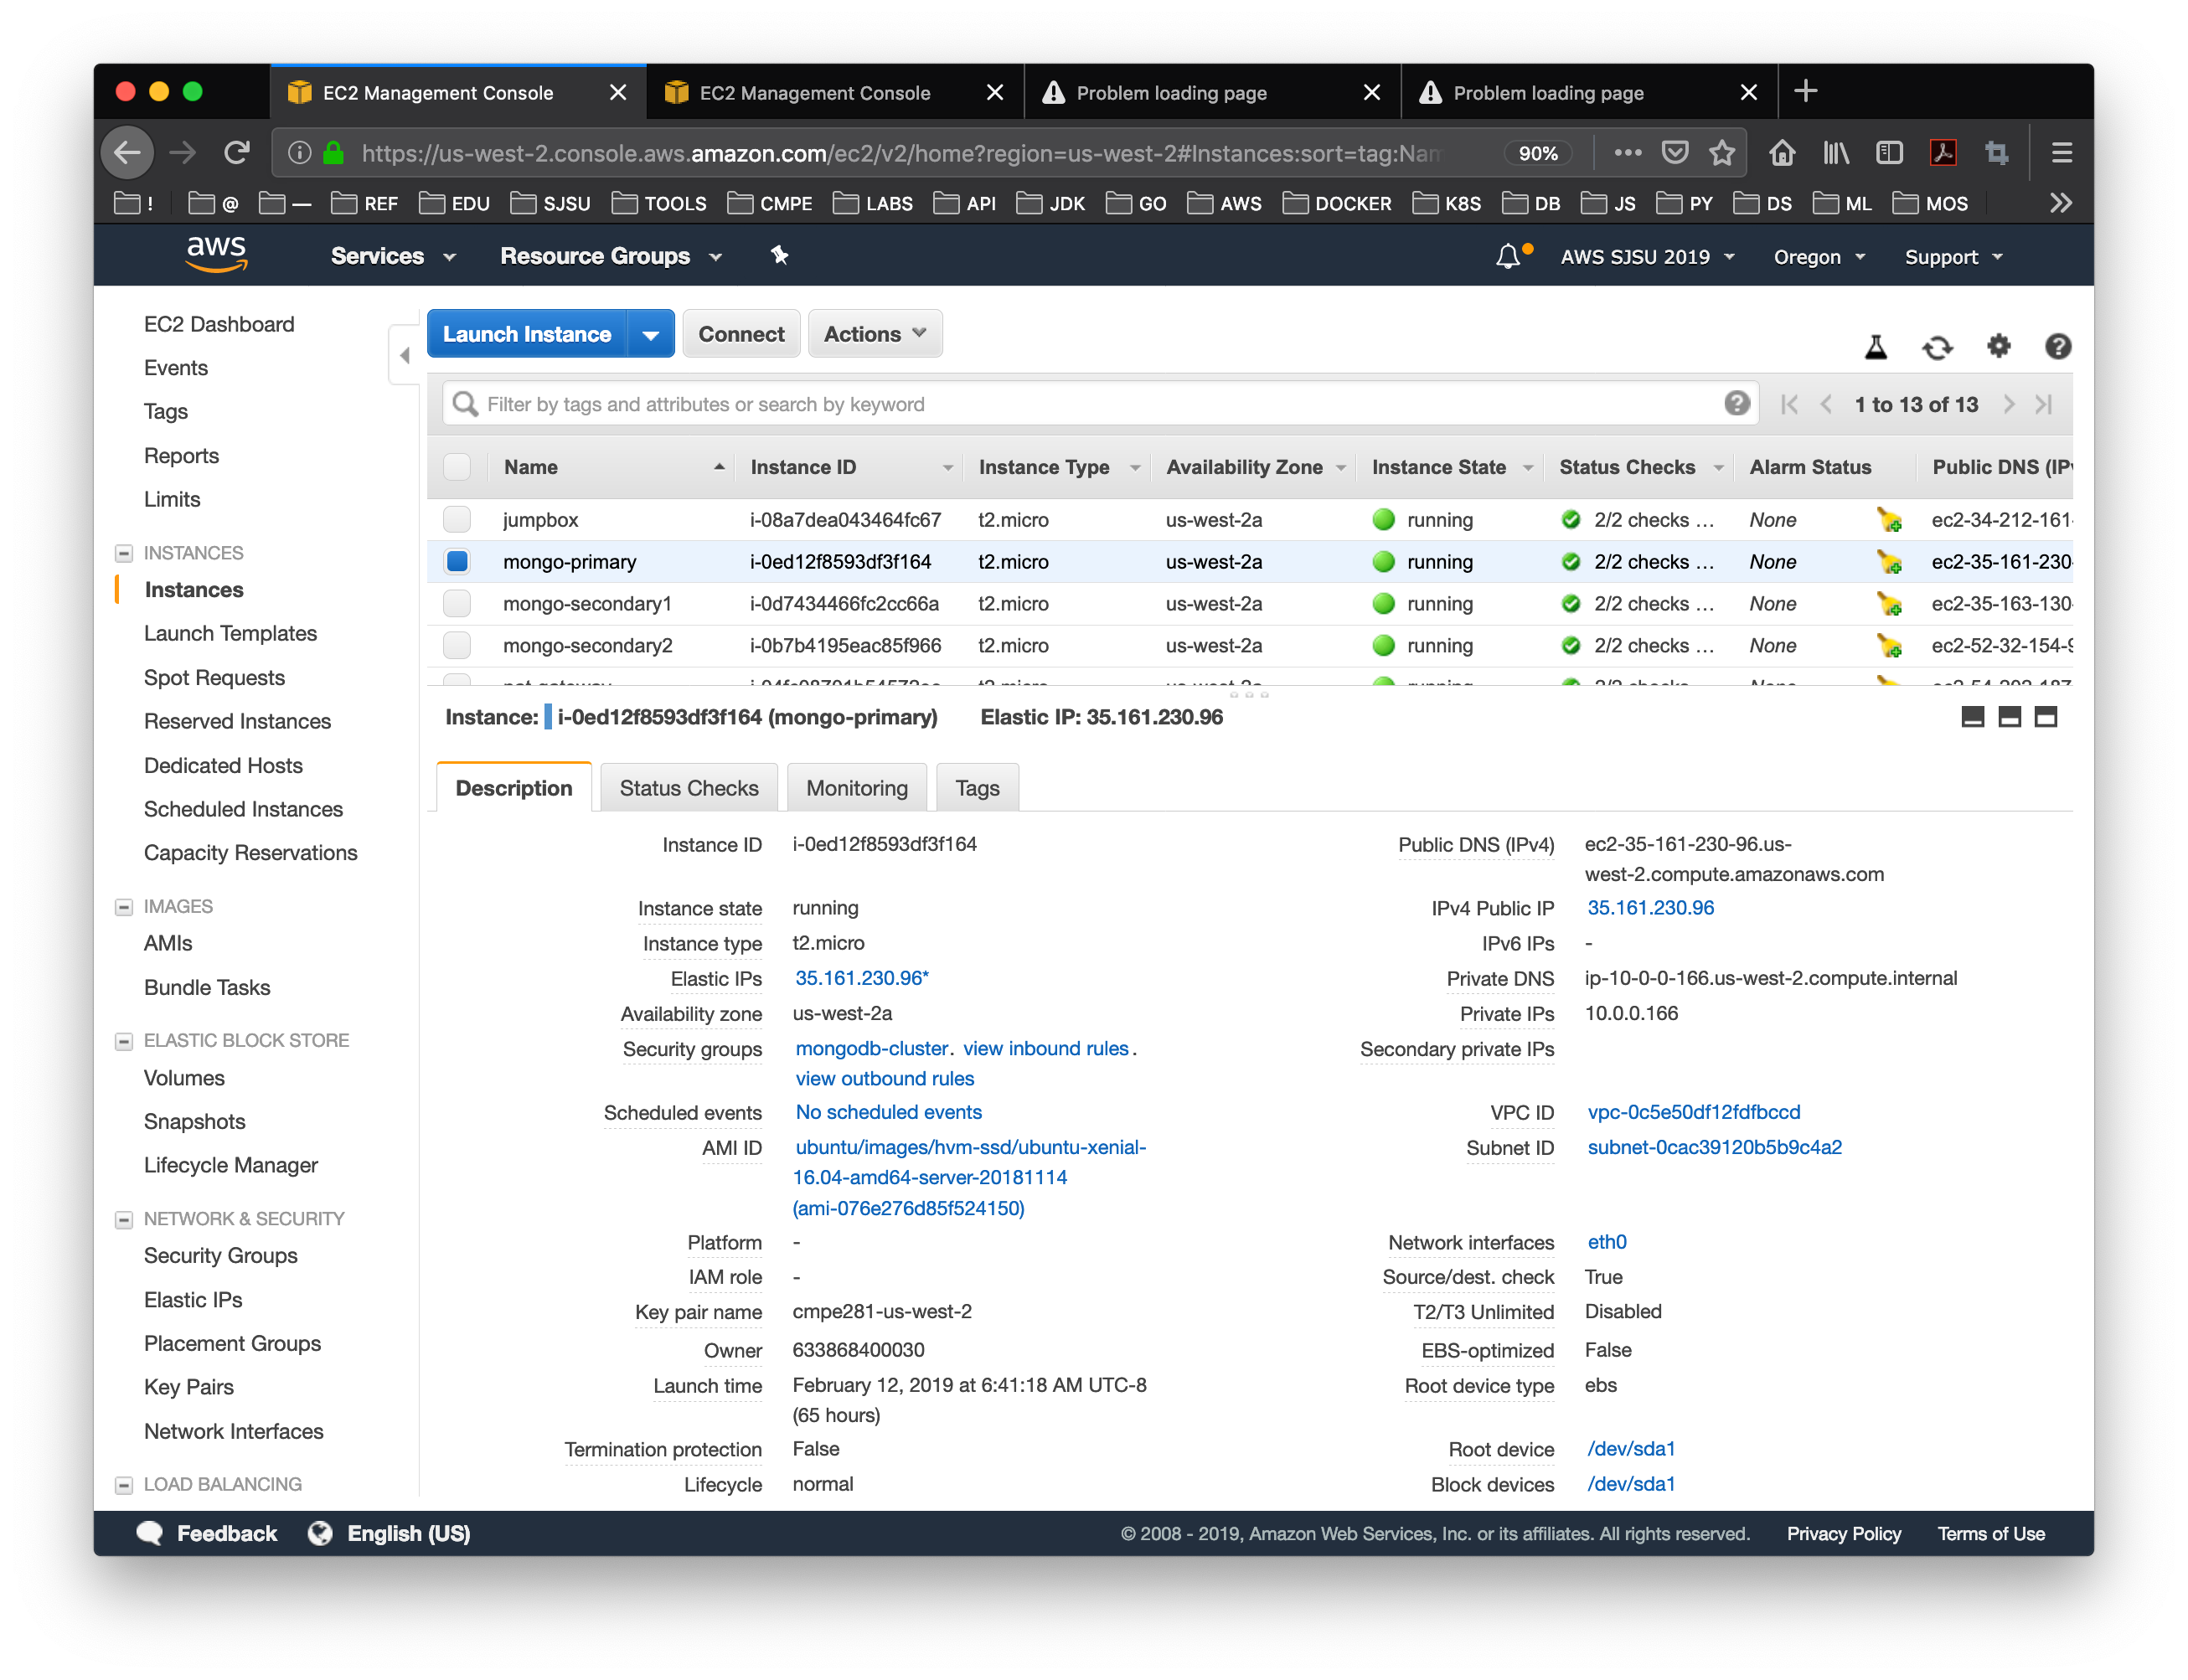 EC2 Management Console
EC2 Management Console
Problem loading page
Problem loading page
https://us-west-2.console.aws.amazon.com/ec2/v2/home?region=us-west-2#Instances:sort=tag:Nam
90%
! @ — REF EDU SJSU TOOLS CMPE LABS API JDK GO AWS DOCKER K8S DB JS PY DS ML MOS
aws Services Resource Groups AWS SJSU 2019 Oregon Support
EC2 Dashboard
Events
Tags
Reports
Limits
INSTANCES
Instances
Launch Templates
Spot Requests
Reserved Instances
Dedicated Hosts
Scheduled Instances
Capacity Reservations
IMAGES
AMIs
Bundle Tasks
ELASTIC BLOCK STORE
Volumes
Snapshots
Lifecycle Manager
NETWORK & SECURITY
Security Groups
Elastic IPs
Placement Groups
Key Pairs
Network Interfaces
LOAD BALANCING
Launch Instance Connect Actions
Filter by tags and attributes or search by keyword
1 to 13 of 13
Name Instance ID Instance Type Availability Zone Instance State Status Checks Alarm Status Public DNS (IPv
jumpbox i-08a7dea043464fc67 t2.micro us-west-2a running 2/2 checks ... None ec2-34-212-161-
mongo-primary i-0ed12f8593df3f164 t2.micro us-west-2a running 2/2 checks ... None ec2-35-161-230-
mongo-secondary1 i-0d7434466fc2cc66a t2.micro us-west-2a running 2/2 checks ... None ec2-35-163-130-
mongo-secondary2 i-0b7b4195eac85f966 t2.micro us-west-2a running 2/2 checks ... None ec2-52-32-154-9
Instance: i-0ed12f8593df3f164 (mongo-primary) Elastic IP: 35.161.230.96
Description Status Checks Monitoring Tags
Instance ID i-0ed12f8593df3f164
Instance state running
Instance type t2.micro
Elastic IPs 35.161.230.96*
Availability zone us-west-2a
Security groups mongodb-cluster. view inbound rules.
view outbound rules
Scheduled events No scheduled events
AMI ID ubuntu/images/hvm-ssd/ubuntu-xenial-
16.04-amd64-server-20181114
(ami-076e276d85f524150)
Platform -
IAM role -
Key pair name cmpe281-us-west-2
Owner 633868400030
Launch time February 12, 2019 at 6:41:18 AM UTC-8
(65 hours)
Termination protection False
Lifecycle normal
Public DNS (IPv4) ec2-35-161-230-96.us-
west-2.compute.amazonaws.com
IPv4 Public IP 35.161.230.96
IPv6 IPs -
Private DNS ip-10-0-0-166.us-west-2.compute.internal
Private IPs 10.0.0.166
Secondary private IPs
VPC ID vpc-0c5e50df12fdfbccd
Subnet ID subnet-0cac39120b5b9c4a2
Network interfaces eth0
Source/dest. check True
T2/T3 Unlimited Disabled
EBS-optimized False
Root device type ebs
Root device /dev/sda1
Block devices /dev/sda1
Feedback English (US) © 2008 - 2019, Amazon Web Services, Inc. or its affiliates. All rights reserved. Privacy Policy Terms of Use